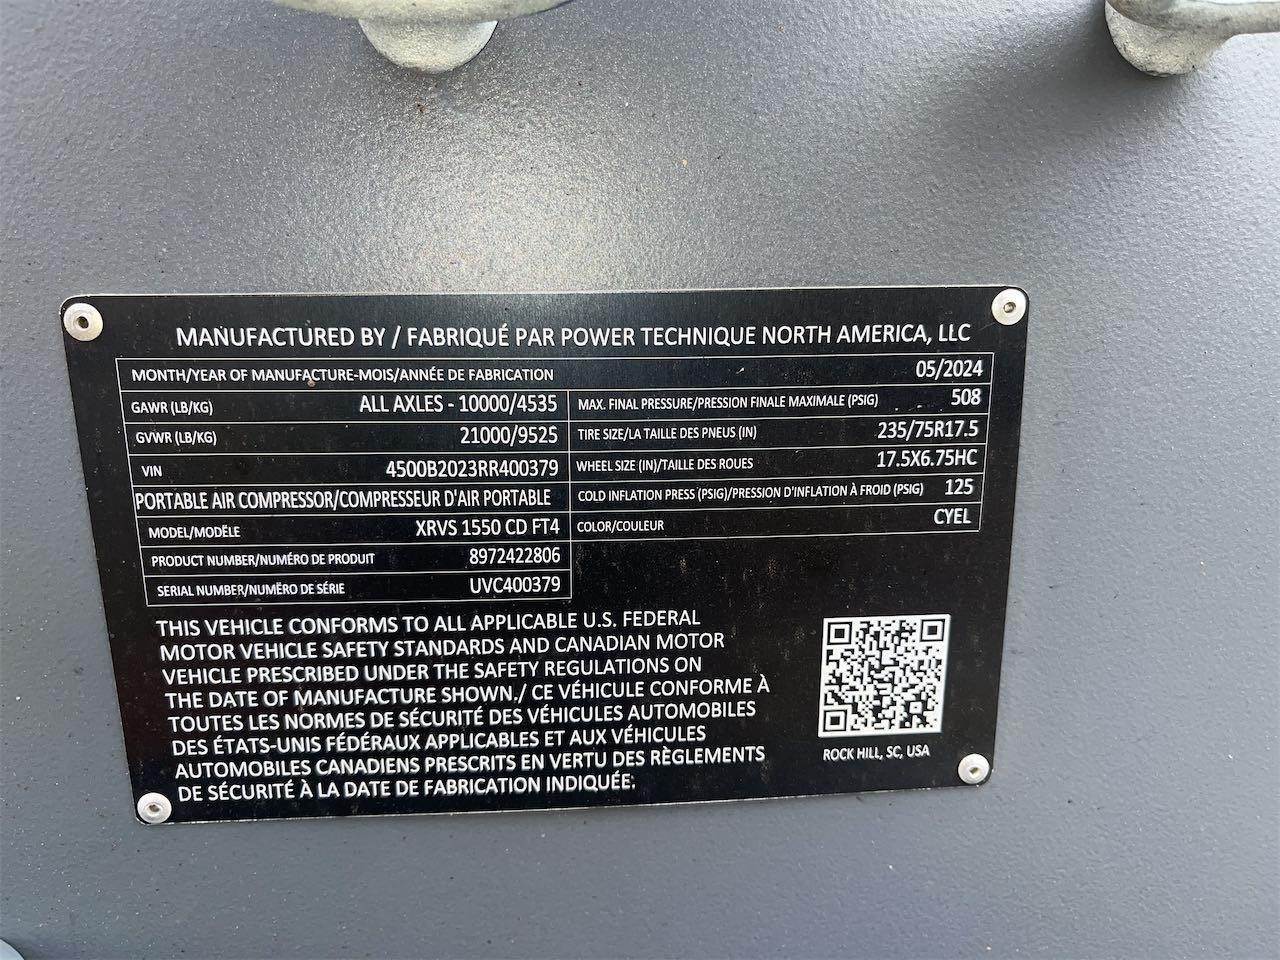 MANUFACTURED BY / FABRIQUÉ PAR POWER TECHNIQUE NORTH AMERICA, LLC
MONTH/YEAR OF MANUFACTURE-MOIS/ANNÉE DE FABRICATION 05/2024
GAWR (LB/KG) ALL AXLES - 10000/4535
MAX. FINAL PRESSURE/PRESSION FINALE MAXIMALE (PSIG) 508
GVWR (LB/KG) 21000/9525
TIRE SIZE/LA TAILLE DES PNEUS (IN) 235/75R17.5
VIN 4500B2023RR400379
WHEEL SIZE (IN)/TAILLE DES ROUES 17.5X6.75HC
PORTABLE AIR COMPRESSOR/COMPRESSEUR D'AIR PORTABLE
COLD INFLATION PRESS (PSIG)/PRESSION D'INFLATION À FROID (PSIG) 125
MODEL/MODÈLE XRVS 1550 CD FT4
COLOR/COULEUR CYEL
PRODUCT NUMBER/NUMÉRO DE PRODUIT 8972422806
SERIAL NUMBER/NUMÉRO DE SÉRIE UVC400379
THIS VEHICLE CONFORMS TO ALL APPLICABLE U.S. FEDERAL
MOTOR VEHICLE SAFETY STANDARDS AND CANADIAN MOTOR
VEHICLE PRESCRIBED UNDER THE SAFETY REGULATIONS ON
THE DATE OF MANUFACTURE SHOWN./ CE VÉHICULE CONFORME À
TOUTES LES NORMES DE SÉCURITÉ DES VÉHICULES AUTOMOBILES
DES ÉTATS-UNIS FÉDÉRAUX APPLICABLES ET AUX VÉHICULES
AUTOMOBILES CANADIENS PRESCRITS EN VERTU DES RÈGLEMENTS
DE SÉCURITÉ À LA DATE DE FABRICATION INDIQUÉE.
ROCK HILL, SC, USA